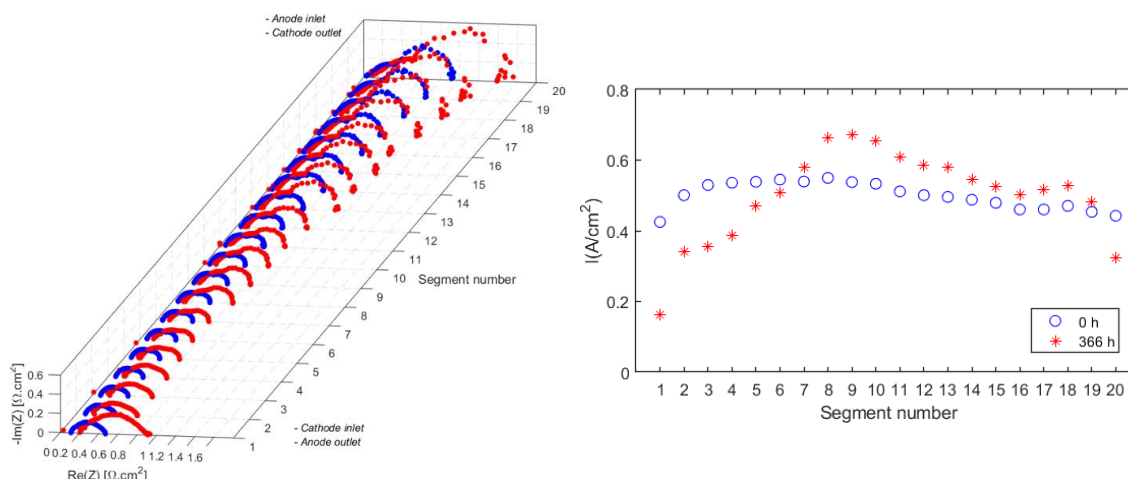 - Anode inlet
- Cathode outlet
20
19
18
17
16
15
14
13
12
11
10
9
8
7
6
5
4
3
2
1
Segment number
- Cathode inlet
- Anode outlet
-Im(Z) [Ω.cm²]
0.6
0.4
0.2
0
0 0.2 0.4 0.6 0.8 1 1.2 1.4 1.6
Re(Z) [Ω.cm²]
I(A/cm²)
0.8
0.6
0.4
0.2
0
0 h
366 h
1 2 3 4 5 6 7 8 9 10 11 12 13 14 15 16 17 18 19 20
Segment number